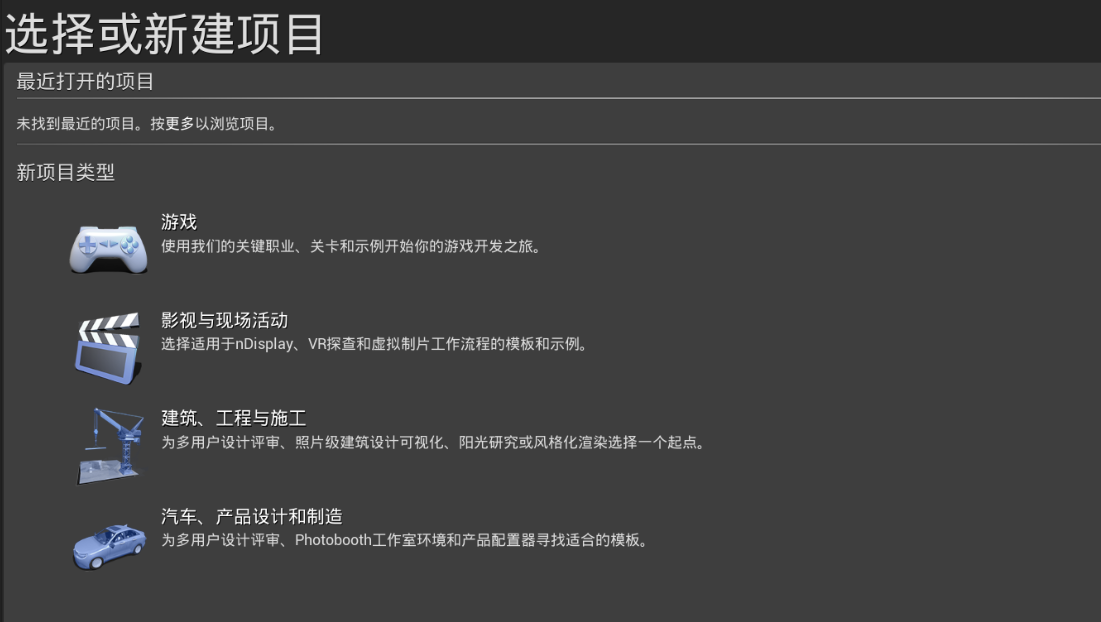 选择或新建项目
最近打开的项目
未找到最近的项目。按更多以浏览项目。
新项目类型
游戏
使用我们的关键职业、关卡和示例开始你的游戏开发之旅。
影视与现场活动
选择适用于nDisplay、VR探查和虚拟制片工作流程的模板和示例。
建筑、工程与施工
为多用户设计评审、照片级建筑设计可视化、阳光研究或风格化渲染选择一个起点。
汽车、产品设计和制造
为多用户设计评审、Photobooth工作室环境和产品配置器寻找适合的模板。